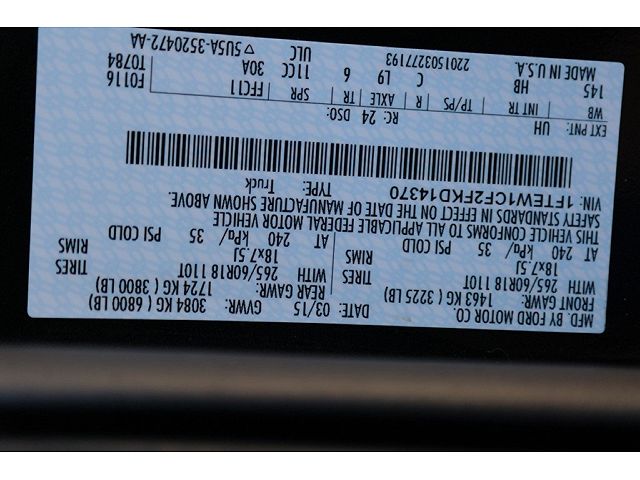 MFD. BY FORD MOTOR CO.
DATE: 03/15 GVWR: 3084 KG ( 6800 LB)
FRONT GAWR: REAR GAWR:
1463 KG ( 3225 LB) 1724 KG ( 3800 LB)
WITH WITH
265/60R18 110T TIRES 265/60R18 110T TIRES
18x7.5J RIMS 18x7.5J RIMS
AT 240 kPa/ 35 PSI COLD AT 240 kPa/ 35 PSI COLD
THIS VEHICLE CONFORMS TO ALL APPLICABLE FEDERAL MOTOR VEHICLE
SAFETY STANDARDS IN EFFECT ON THE DATE OF MANUFACTURE SHOWN ABOVE.
VIN: 1FTEW1CF2FKD14370 TYPE: Truck
EXT PNT: UH RC: 24 DSO:
WB INT TR TP/PS R AXLE TR SPR FFC11 F0116
145 HB C L9 6 11CC 30A T0784
MADE IN U.S.A. 2201503277193 ULC ▽ 5U5A-3520472-AA